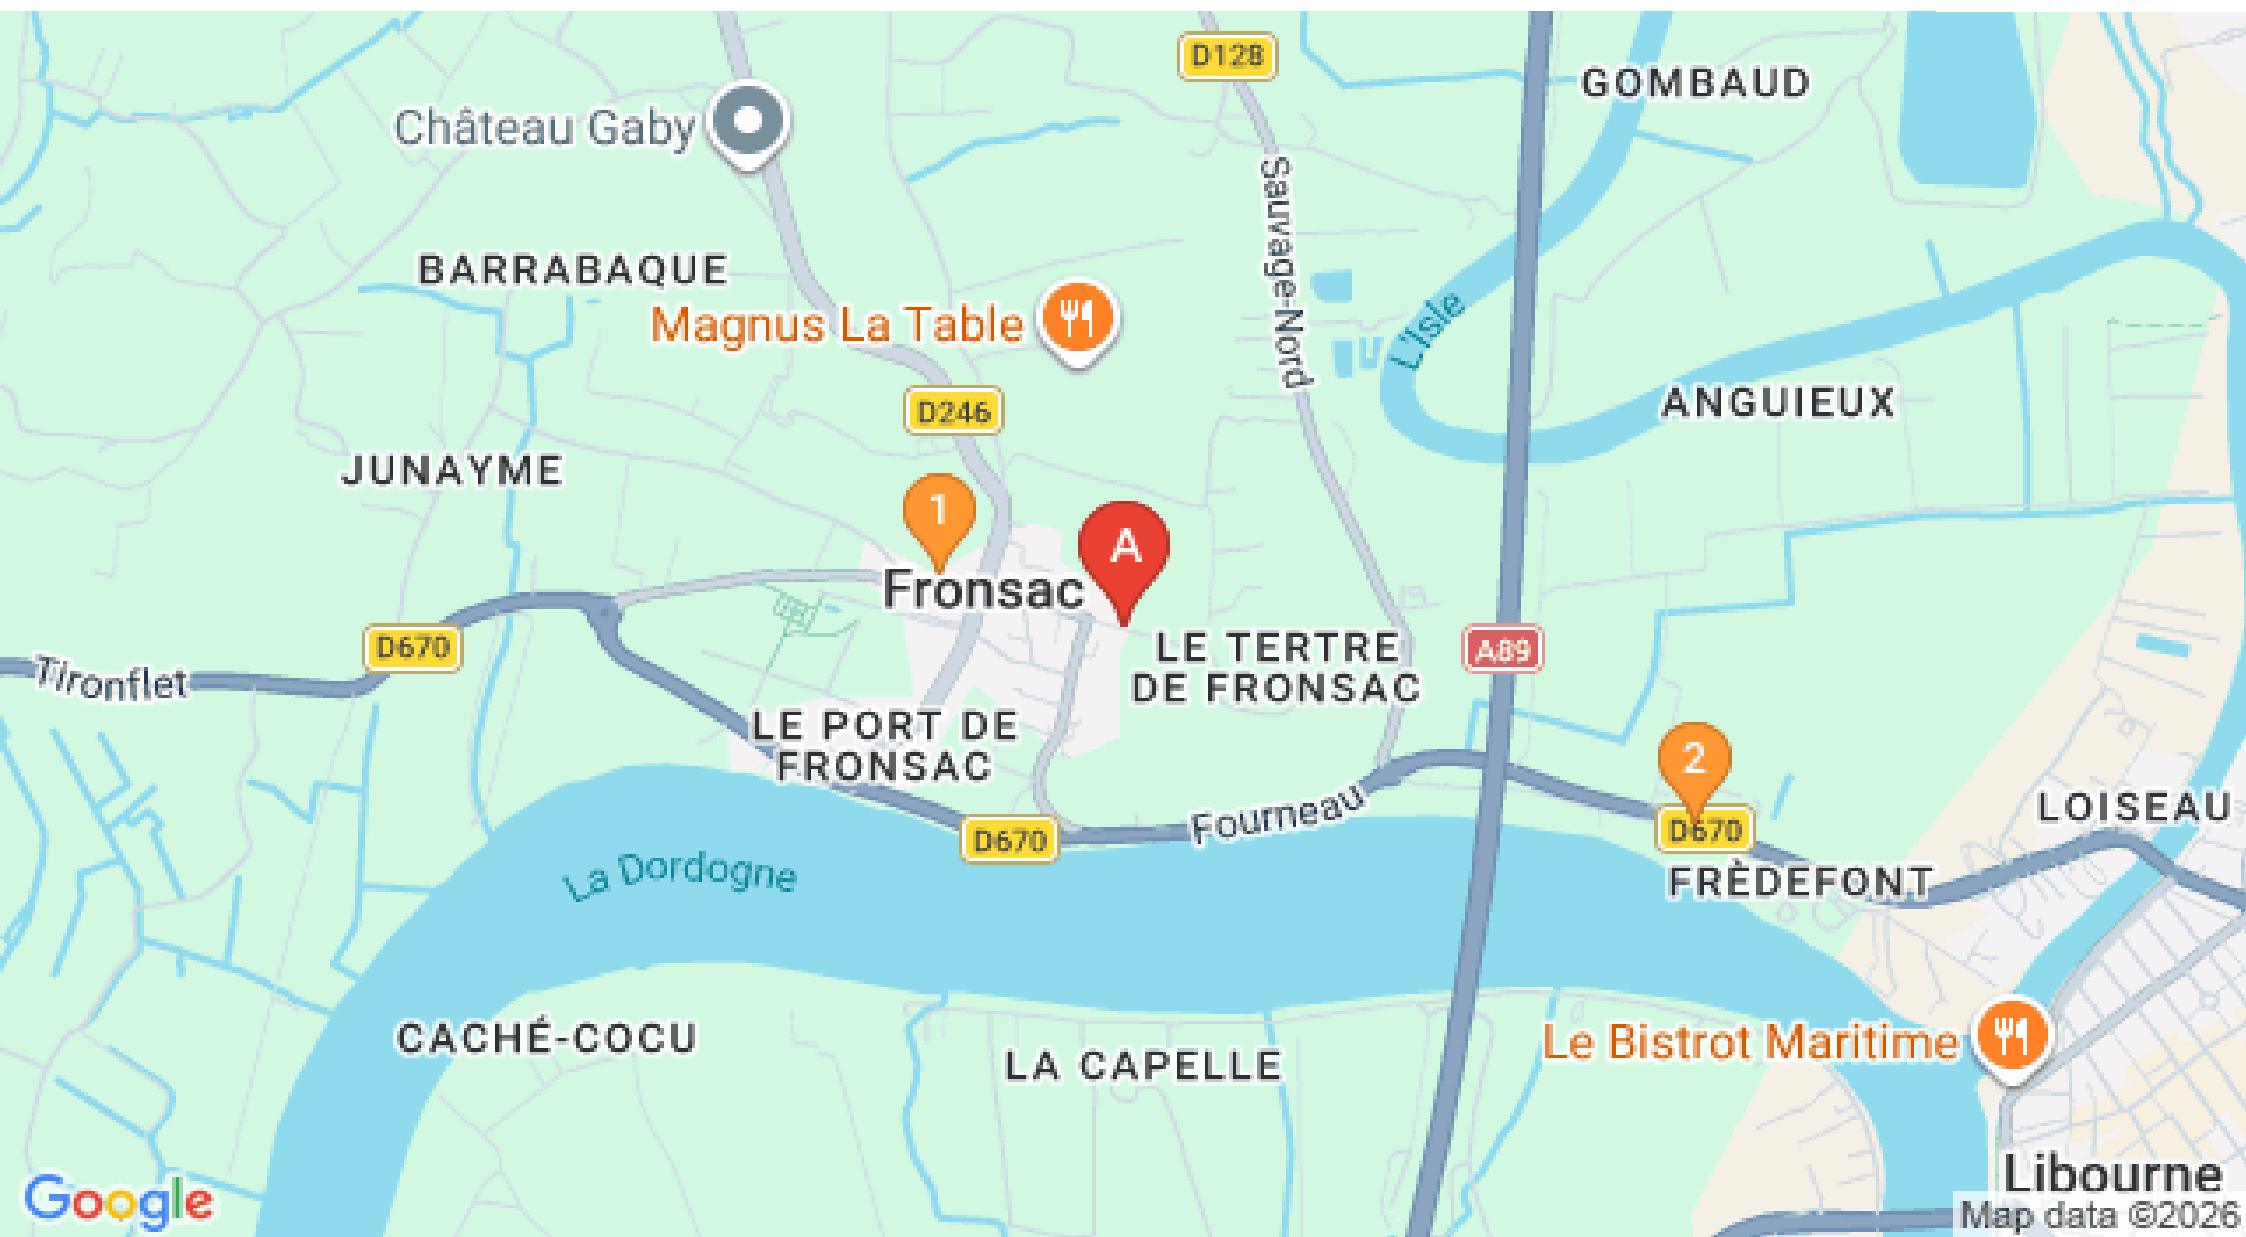 D128
GOMBAUD
Château Gaby
Sauvage-Nord
BARRABAQUE
Magnus La Table
L'Isle
D246
ANGUIEUX
JUNAYME
1
A
Fronsac
D670
LE TERTRE
DE FRONSAC
A89
Tironflet
LE PORT DE
FRONSAC
2
D670
LOISEAU
Fourneau
D670
La Dordogne
FRÈDEFONT
CACHÉ-COCU
LA CAPELLE
Le Bistrot Maritime
Libourne
Google
Map data ©2026